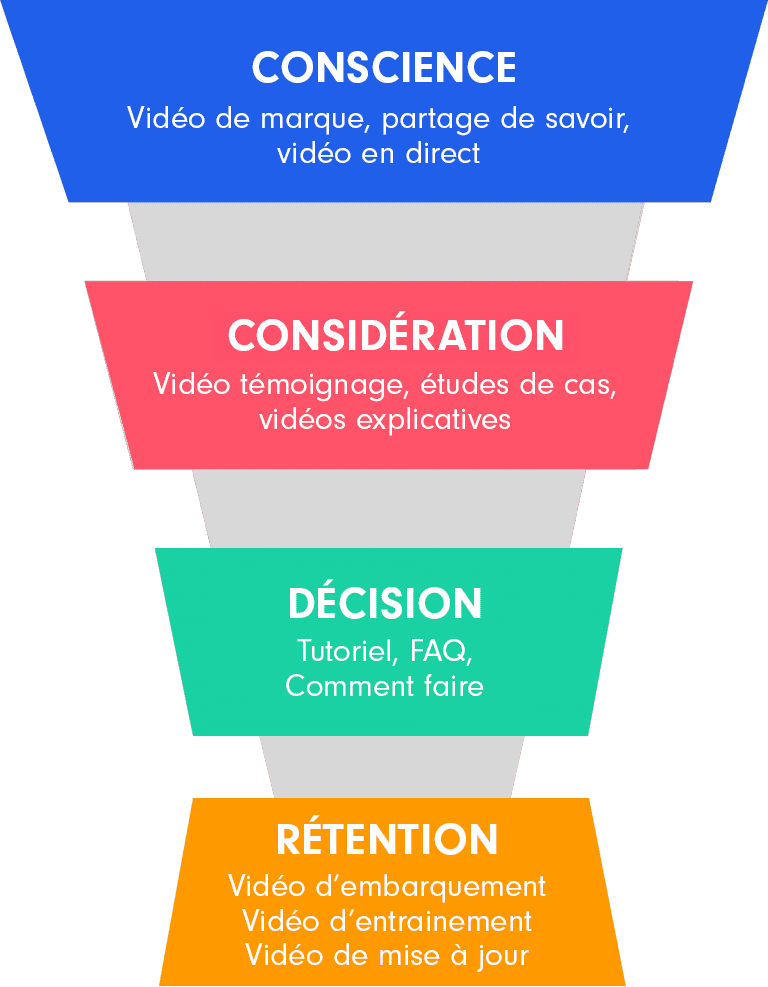 CONSCIENCE
Vidéo de marque, partage de savoir,
vidéo en direct
CONSIDÉRATION
Vidéo témoignage, études de cas,
vidéos explicatives
DÉCISION
Tutoriel, FAQ,
Comment faire
RÉTENTION
Vidéo d’embarquement
Vidéo d’entrainement
Vidéo de mise à jour